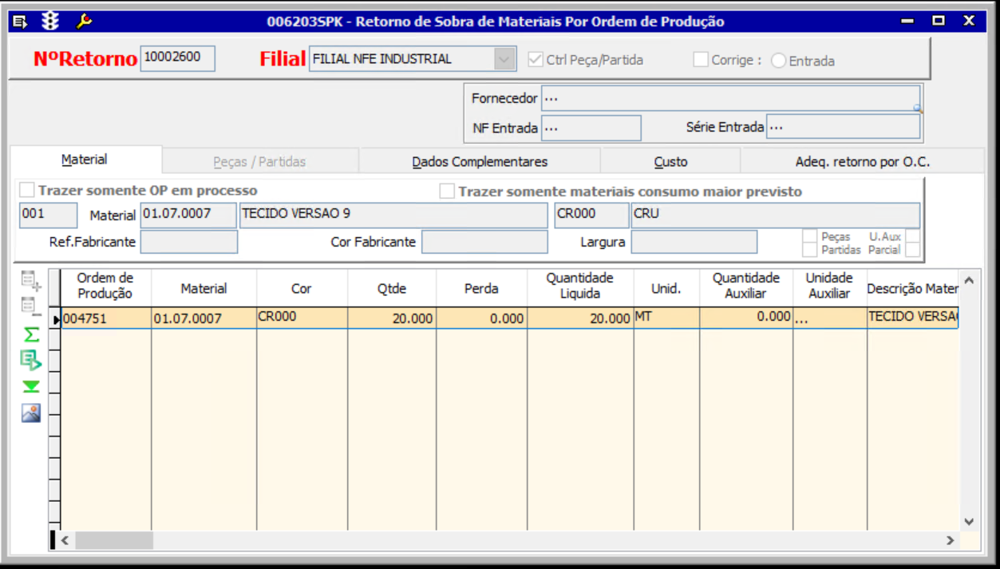 006203SPK - Retorno de Sobra de Materiais Por Ordem de Produção
NºRetorno 10002600 Filial FILIAL NFE INDUSTRIAL Ctrl Peça/Partida Corrige : Entrada
Fornecedor ...
NF Entrada ... Série Entrada ...
Material Peças / Partidas Dados Complementares Custo Adeq. retorno por O.C.
Trazer somente OP em processo Trazer somente materiais consumo maior previsto
001 Material 01.07.0007 TECIDO VERSAO 9 CR000 CRU
Ref.Fabricante Cor Fabricante Largura Peças U.Aux
Partidas Parcial
Ordem de Produção Material Cor Qtde Perda Quantidade Liquida Unid. Quantidade Auxiliar Unidade Auxiliar Descrição Mater
004751 01.07.0007 CR000 20.000 0.000 20.000 MT 0.000 ... TECIDO VERSA